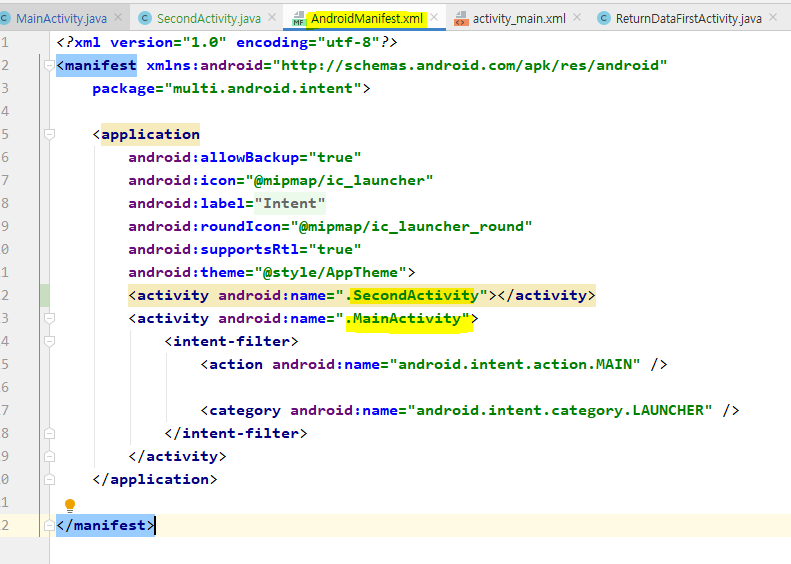 MainActivity.java × SecondActivity.java × AndroidManifest.xml × activity_main.xml × ReturnDataFirstActivity.java ×
1 <?xml version="1.0" encoding="utf-8"?>
2 <manifest xmlns:android="http://schemas.android.com/apk/res/android"
3 package="multi.android.intent">
4
5 <application
6 android:allowBackup="true"
7 android:icon="@mipmap/ic_launcher"
8 android:label="Intent"
9 android:roundIcon="@mipmap/ic_launcher_round"
0 android:supportsRtl="true"
1 android:theme="@style/AppTheme">
2 <activity android:name=".SecondActivity"></activity>
3 <activity android:name=".MainActivity">
4 <intent-filter>
5 <action android:name="android.intent.action.MAIN" />
6
7 <category android:name="android.intent.category.LAUNCHER" />
8 </intent-filter>
9 </activity>
0 </application>
1
2 </manifest>